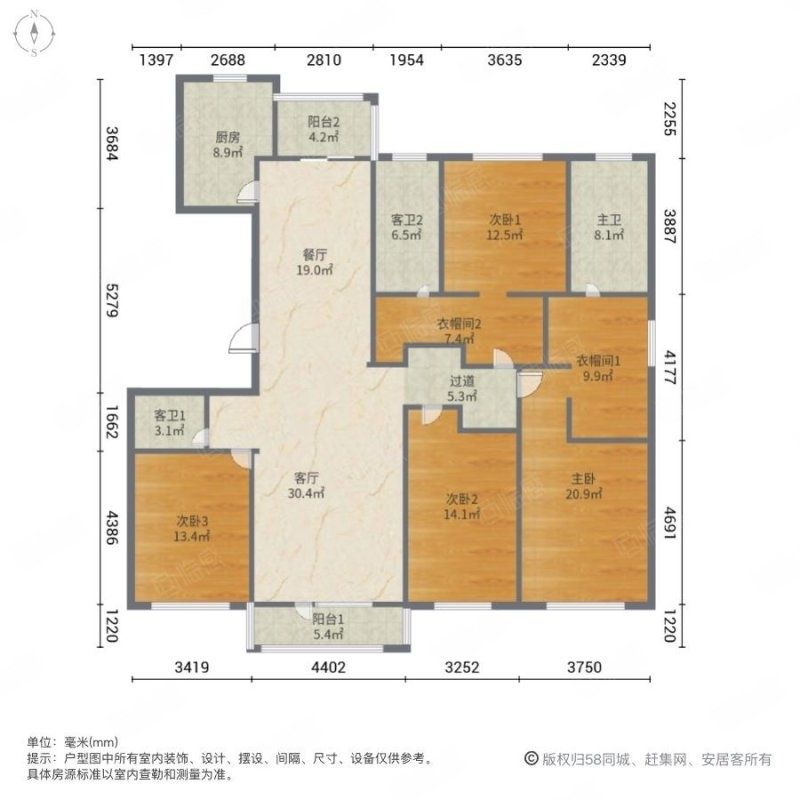 N
S
1397 2688 2810 1954 3635 2339
3684
5279
1662
4386
1220
2255
3887
4177
4691
1220
厨房
8.9㎡
阳台2
4.2㎡
餐厅
19.0㎡
客卫2
6.5㎡
次卧1
12.5㎡
主卫
8.1㎡
衣帽间2
7.4㎡
衣帽间1
9.9㎡
过道
5.3㎡
客卫1
3.1㎡
客厅
30.4㎡
次卧2
14.1㎡
主卧
20.9㎡
次卧3
13.4㎡
阳台1
5.4㎡
3419 4402 3252 3750
单位：毫米(mm)
提示：户型图中所有室内装饰、设计、摆设、间隔、尺寸、设备仅供参考。
具体房源标准以室内查勘和测量为准。
© 版权归58同城、赶集网、安居客所有